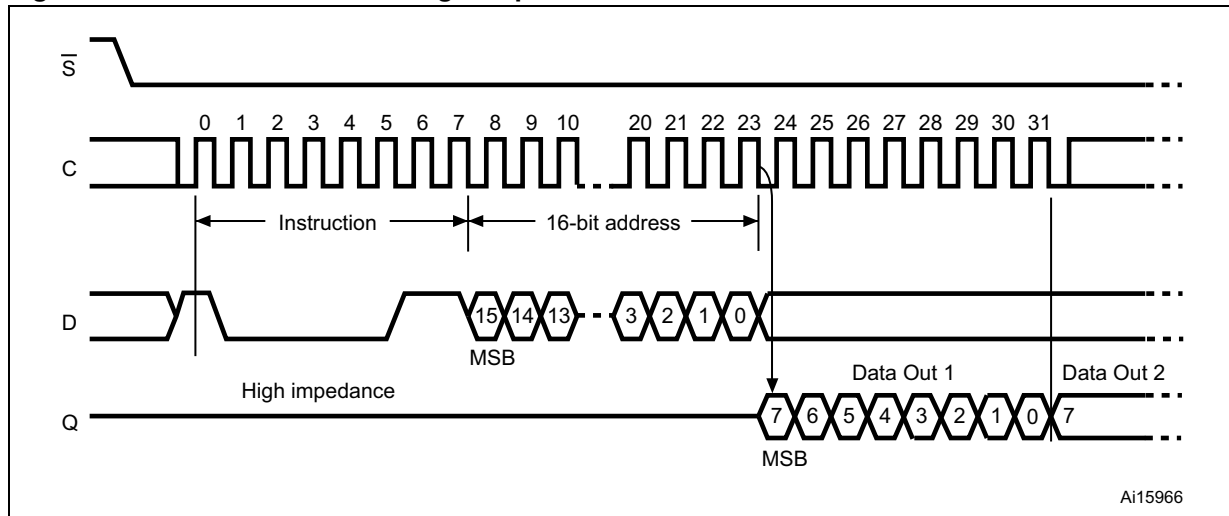 S
0 1 2 3 4 5 6 7 8 9 10 20 21 22 23 24 25 26 27 28 29 30 31
C
Instruction 16-bit address
D
15 14 13 3 2 1 0
MSB
High impedance
Data Out 1 Data Out 2
Q
7 6 5 4 3 2 1 0 7
MSB
Ai15966